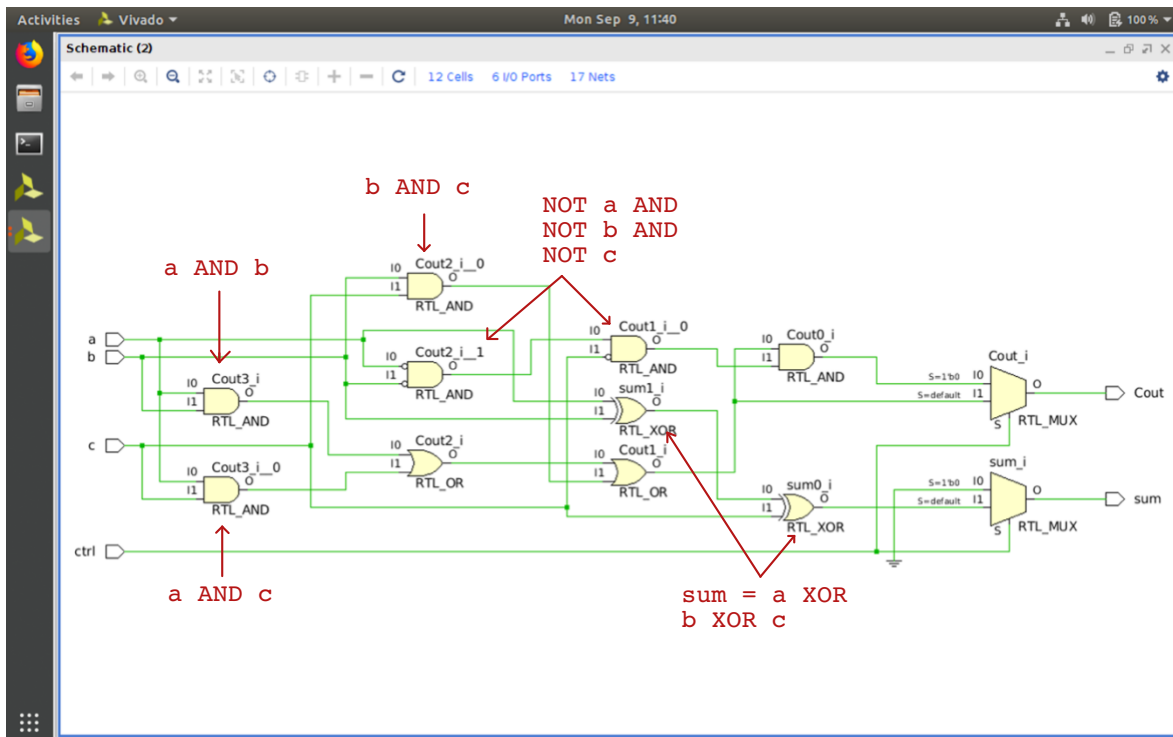 Activities Vivado Mon Sep 9, 11:40 100 %
Schematic (2)
12 Cells 6 I/O Ports 17 Nets
b AND c
NOT a AND
NOT b AND
NOT c
a AND b
I0 Cout2_i__0
I1 O
RTL_AND
a
b
I0 Cout2_i__1
I1 O
RTL_AND
I0 Cout1_i__0
I1 O
RTL_AND
I0 Cout0_i
I1 O
RTL_AND
Cout_i
S=1'b0 I0 O
S=default I1
S RTL_MUX
Cout
I0 Cout3_i
I1 O
RTL_AND
I0 sum1_i
I1 O
RTL_XOR
c
I0 Cout2_i
I1 O
RTL_OR
I0 Cout1_i
I1 O
RTL_OR
I0 Cout3_i__0
I1 O
RTL_AND
I0 sum0_i
I1 O
RTL_XOR
sum_i
S=1'b0 I0 O
S=default I1
S RTL_MUX
sum
ctrl
a AND c
sum = a XOR
b XOR c